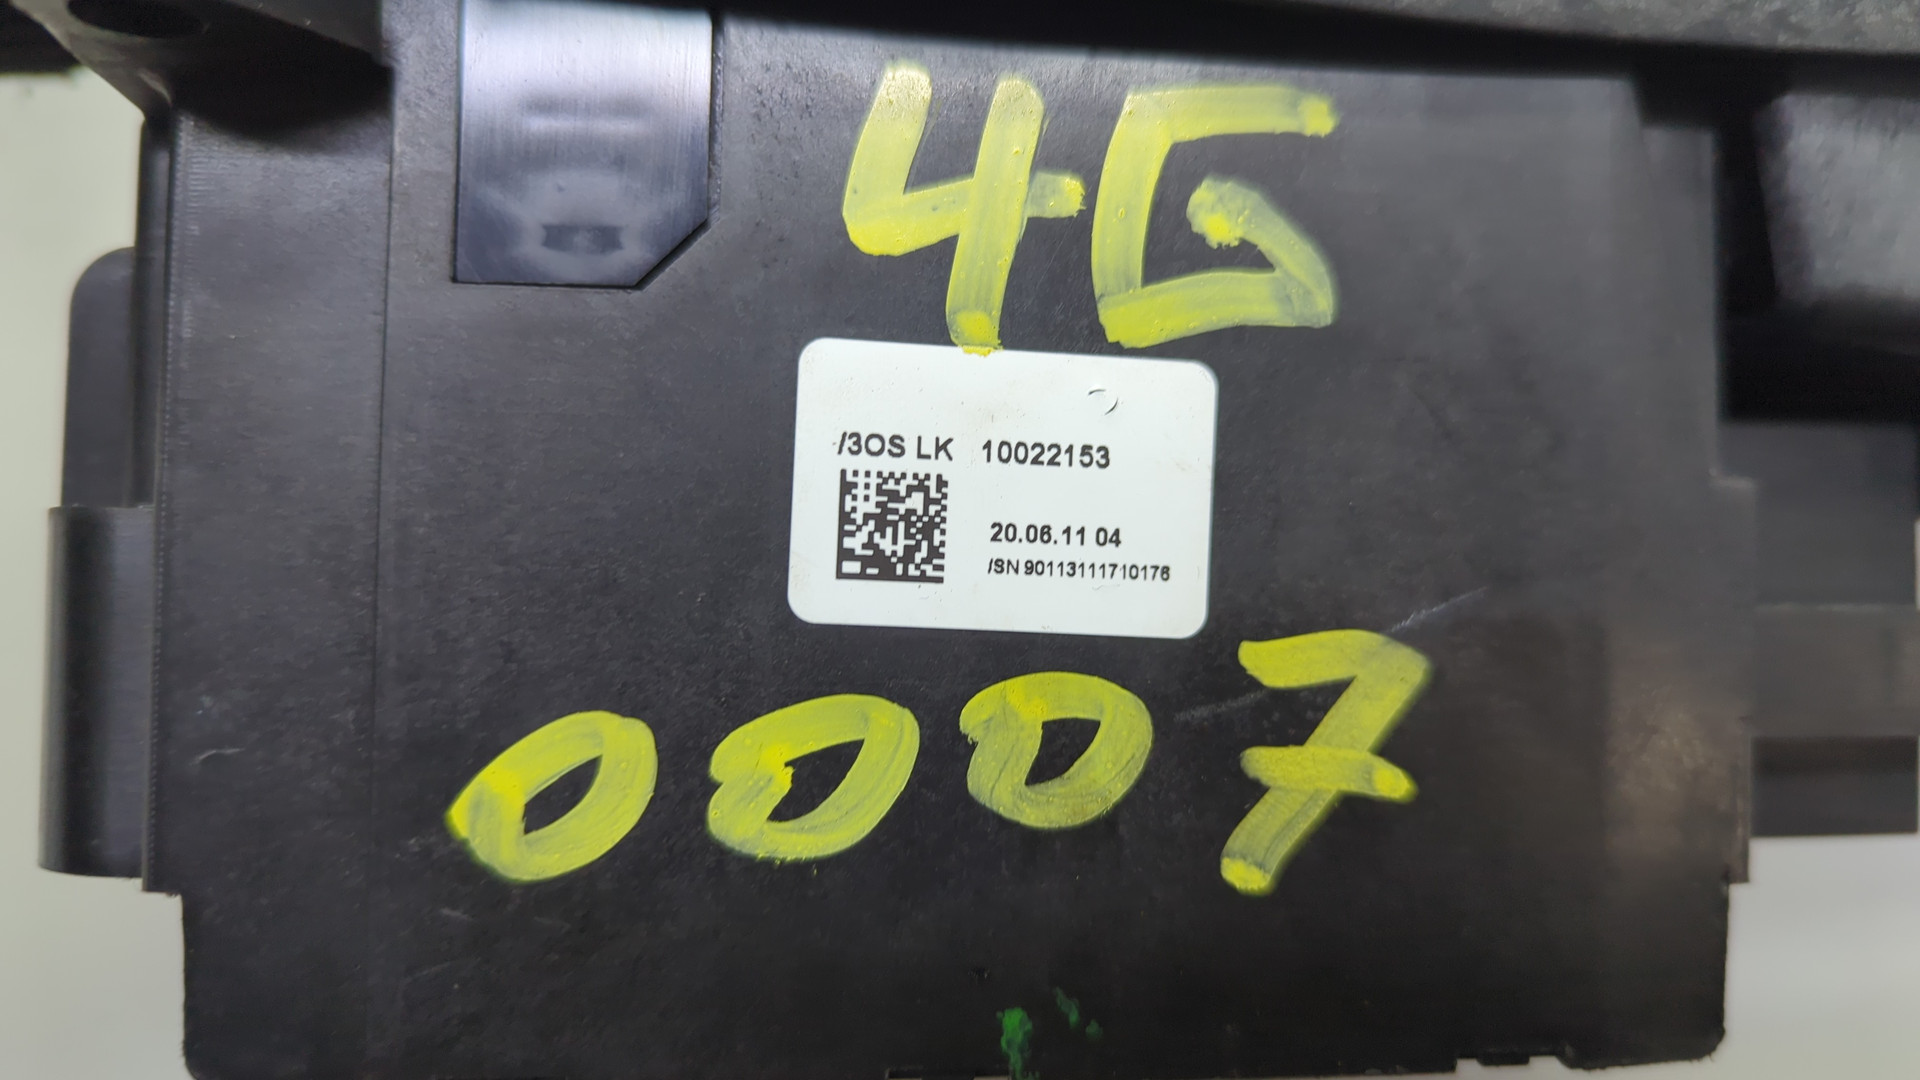 4G
/3OS LK 10022153
20.06.11 04
/SN 90113111710176
0007